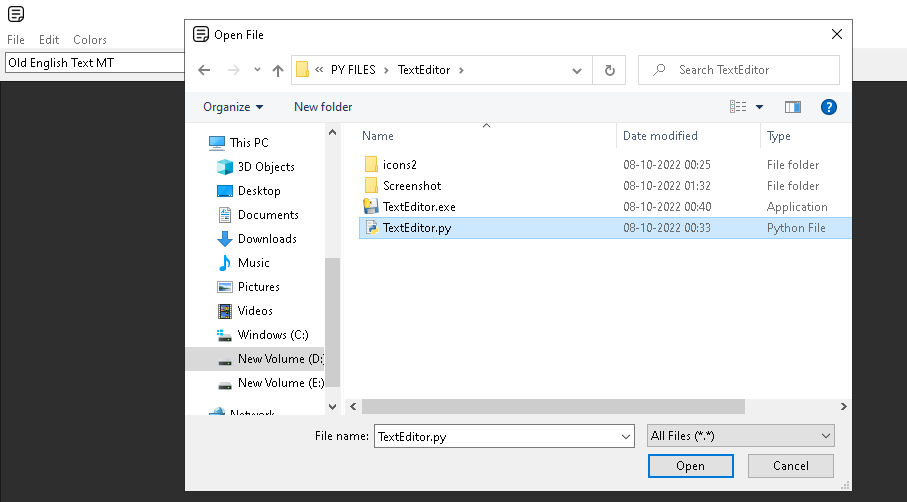 File Edit Colors
Old English Text MT
Open File
« PY FILES › TextEditor ›
Search TextEditor
Organize New folder
?
This PC
3D Objects
Desktop
Documents
Downloads
Music
Pictures
Videos
Windows (C:)
New Volume (D:)
New Volume (E:)
Network
Name Date modified Type
icons2 08-10-2022 00:25 File folder
Screenshot 08-10-2022 01:32 File folder
TextEditor.exe 08-10-2022 00:40 Application
TextEditor.py 08-10-2022 00:33 Python File
File name: TextEditor.py All Files (*.*)
Open Cancel